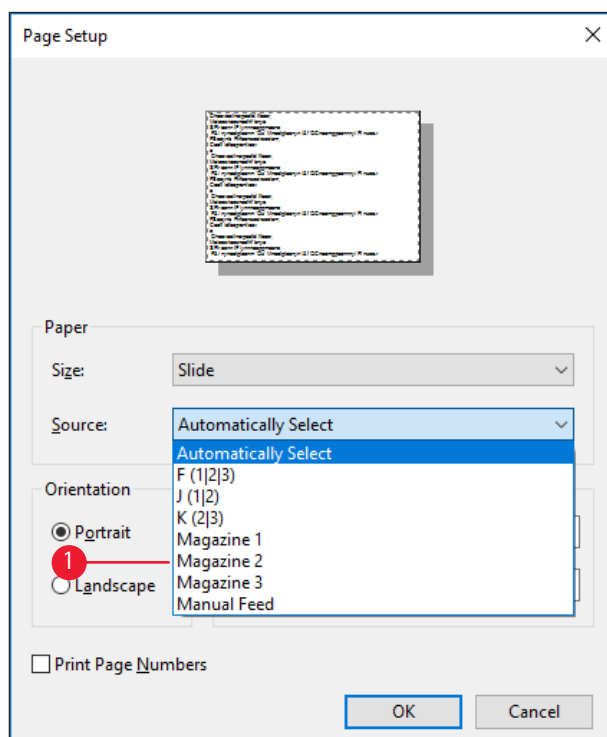 Page Setup
Paper
Size: Slide
Source: Automatically Select
Automatically Select
F (1|2|3)
J (1|2)
K (2|3)
Orientation
Magazine 1
Portrait
1
Magazine 2
Magazine 3
Landscape
Manual Feed
Print Page Numbers
OK Cancel